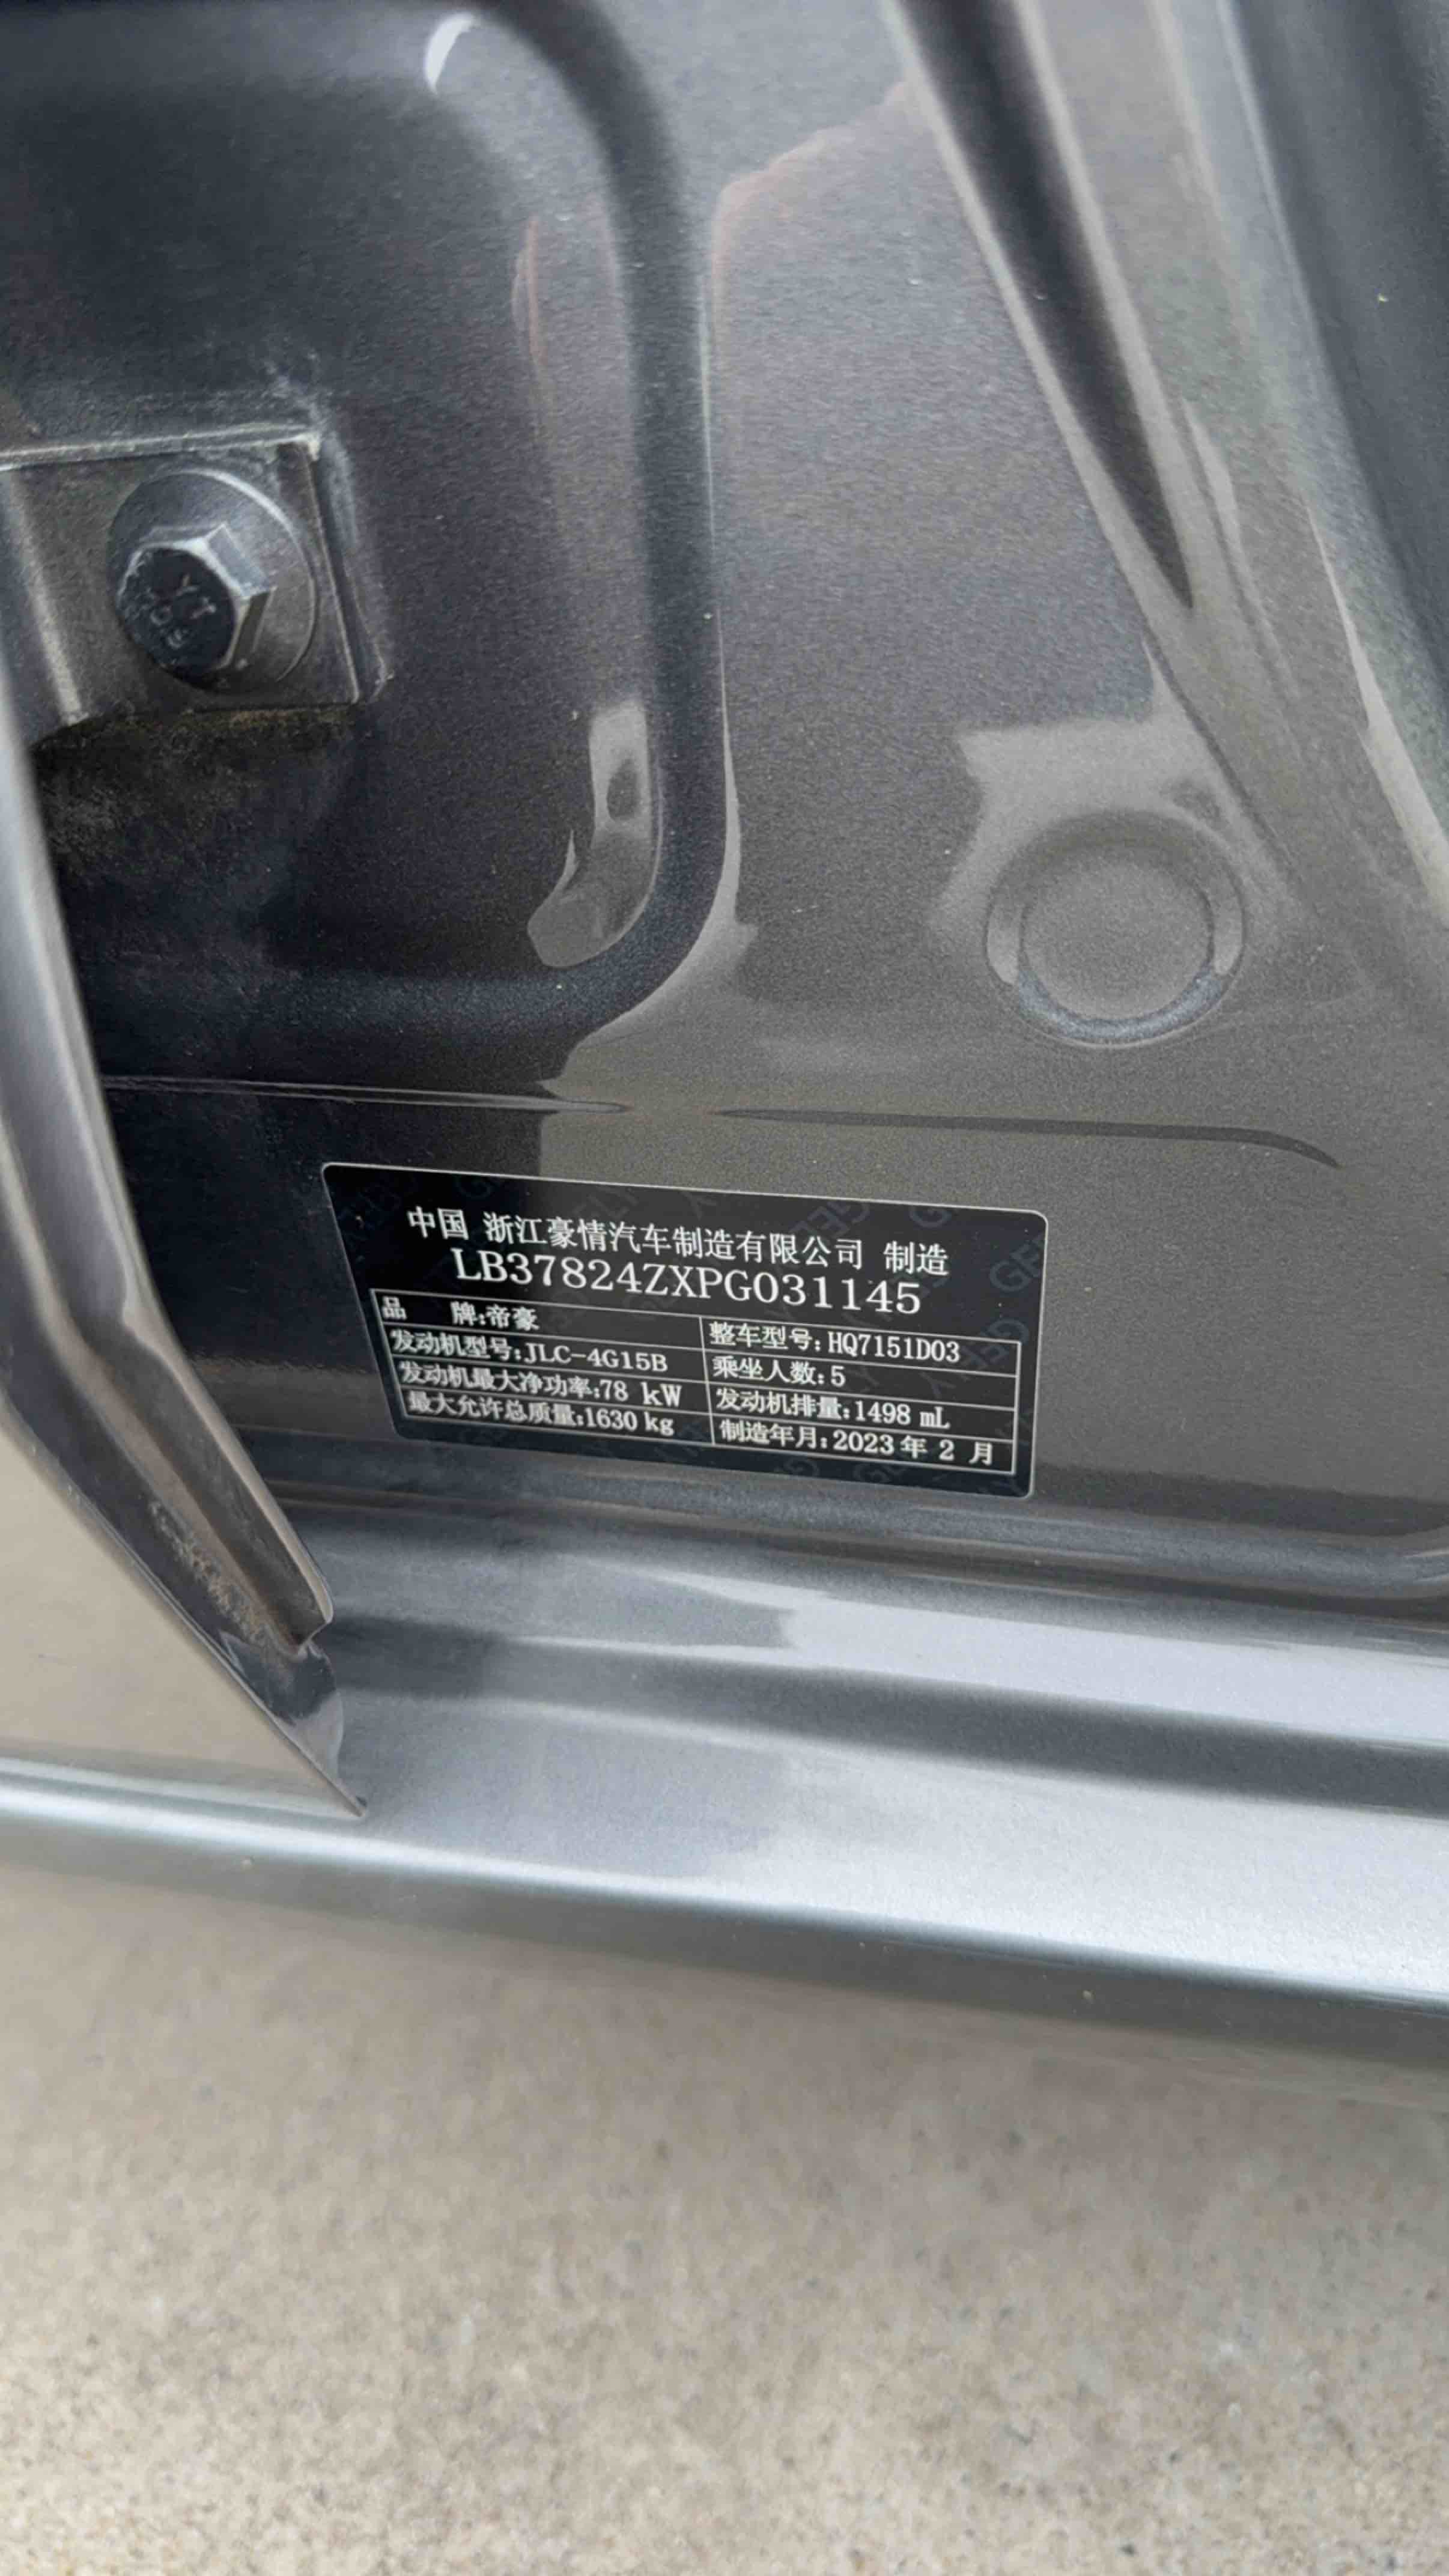 中国 浙江豪情汽车制造有限公司 制造
LB37824ZXPG031145
品 牌:帝豪
整车型号:HQ7151D03
发动机型号:JLC-4G15B
乘坐人数:5
发动机最大净功率:78 kW
发动机排量:1498 mL
最大允许总质量:1630 kg
制造年月:2023 年 2 月